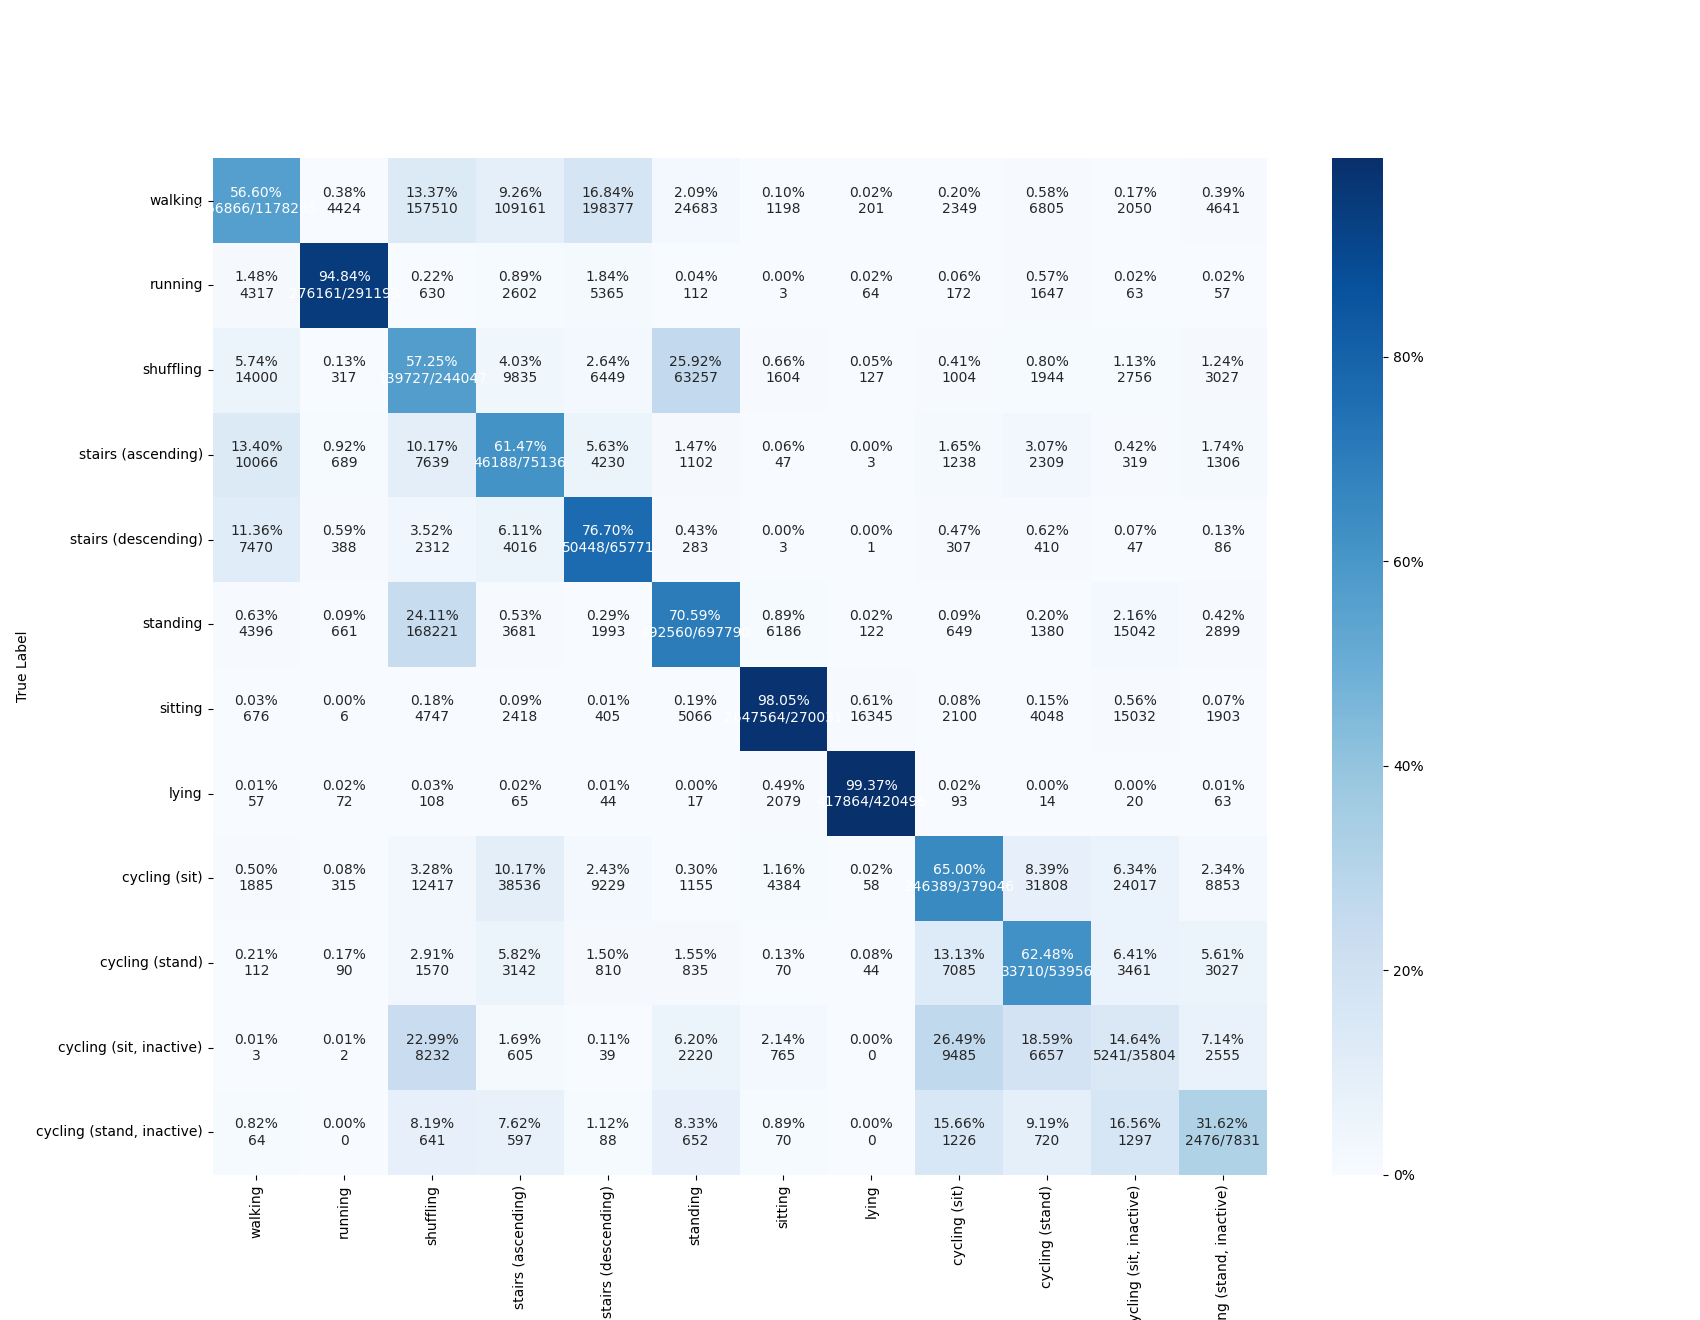 walking
56.60% 0.38% 13.37% 9.26% 16.84% 2.09% 0.10% 0.02% 0.20% 0.58% 0.17% 0.39%
4424 157510 109161 198377 24683 1198 201 2349 6805 2050 4641
running
1.48% 94.84% 0.22% 0.89% 1.84% 0.04% 0.00% 0.02% 0.06% 0.57% 0.02% 0.02%
4317 630 2602 5365 112 3 64 172 1647 63 57
shuffling
5.74% 0.13% 57.25% 4.03% 2.64% 25.92% 0.66% 0.05% 0.41% 0.80% 1.13% 1.24%
14000 317 9835 6449 63257 1604 127 1004 1944 2756 3027
stairs (ascending)
13.40% 0.92% 10.17% 61.47% 5.63% 1.47% 0.06% 0.00% 1.65% 3.07% 0.42% 1.74%
10066 689 7639 46188/75136 4230 1102 47 3 1238 2309 319 1306
stairs (descending)
11.36% 0.59% 3.52% 6.11% 76.70% 0.43% 0.00% 0.00% 0.47% 0.62% 0.07% 0.13%
7470 388 2312 4016 50448/65771 283 3 1 307 410 47 86
standing
0.63% 0.09% 24.11% 0.53% 0.29% 70.59% 0.89% 0.02% 0.09% 0.20% 2.16% 0.42%
4396 661 168221 3681 1993 6186 122 649 1380 15042 2899
sitting
0.03% 0.00% 0.18% 0.09% 0.01% 0.19% 98.05% 0.61% 0.08% 0.15% 0.56% 0.07%
676 6 4747 2418 405 5066 16345 2100 4048 15032 1903
lying
0.01% 0.02% 0.03% 0.02% 0.01% 0.00% 0.49% 99.37% 0.02% 0.00% 0.00% 0.01%
57 72 108 65 44 17 2079 93 14 20 63
cycling (sit)
0.50% 0.08% 3.28% 10.17% 2.43% 0.30% 1.16% 0.02% 65.00% 8.39% 6.34% 2.34%
1885 315 12417 38536 9229 1155 4384 58 246389/379046 31808 24017 8853
cycling (stand)
0.21% 0.17% 2.91% 5.82% 1.50% 1.55% 0.13% 0.08% 13.13% 62.48% 6.41% 5.61%
112 90 1570 3142 810 835 70 44 7085 33710/53956 3461 3027
cycling (sit, inactive)
0.01% 0.01% 22.99% 1.69% 0.11% 6.20% 2.14% 0.00% 26.49% 18.59% 14.64% 7.14%
3 2 8232 605 39 2220 765 0 9485 6657 5241/35804 2555
cycling (stand, inactive)
0.82% 0.00% 8.19% 7.62% 1.12% 8.33% 0.89% 0.00% 15.66% 9.19% 16.56% 31.62%
64 0 641 597 88 652 70 0 1226 720 1297 2476/7831
True Label
walking
running
shuffling
stairs (ascending)
stairs (descending)
standing
sitting
lying
cycling (sit)
cycling (stand)
(sit, inactive)
(stand, inactive)
80%
60%
40%
20%
0%